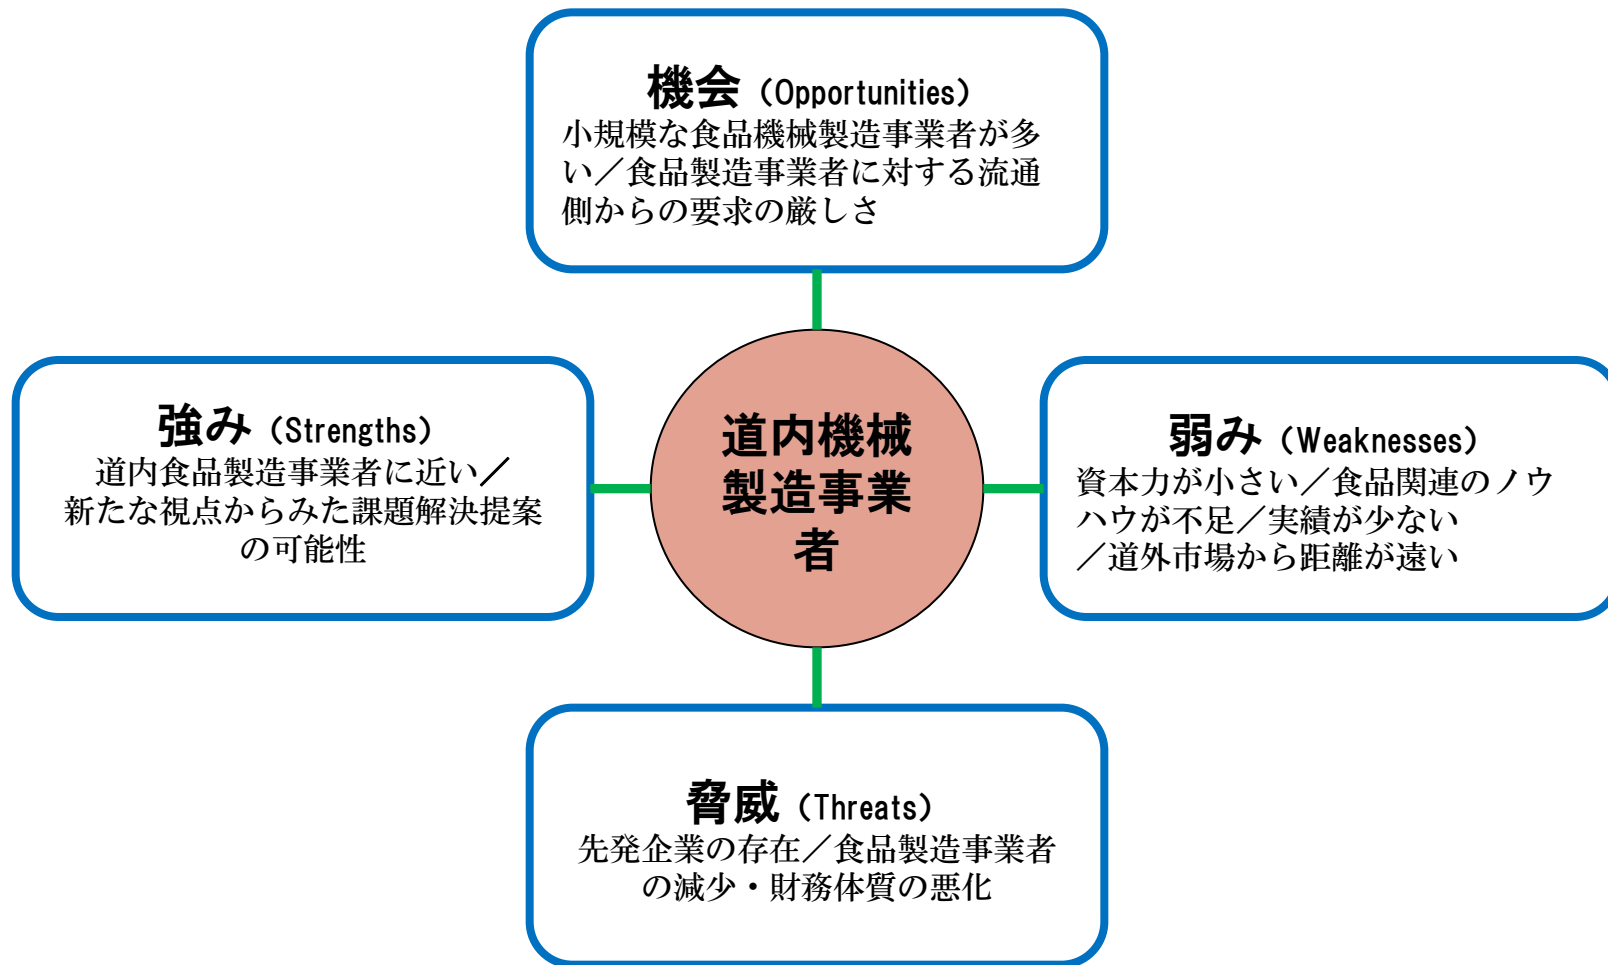 機会（Opportunities）
小規模な食品機械製造事業者が多
い／食品製造事業者に対する流通
側からの要求の厳しさ
強み（Strengths）
道内食品製造事業者に近い／
新たな視点からみた課題解決提案
の可能性
道内機械
製造事業
者
弱み（Weaknesses）
資本力が小さい／食品関連のノウ
ハウが不足／実績が少ない
／道外市場から距離が遠い
脅威（Threats）
先発企業の存在／食品製造事業者
の減少・財務体質の悪化